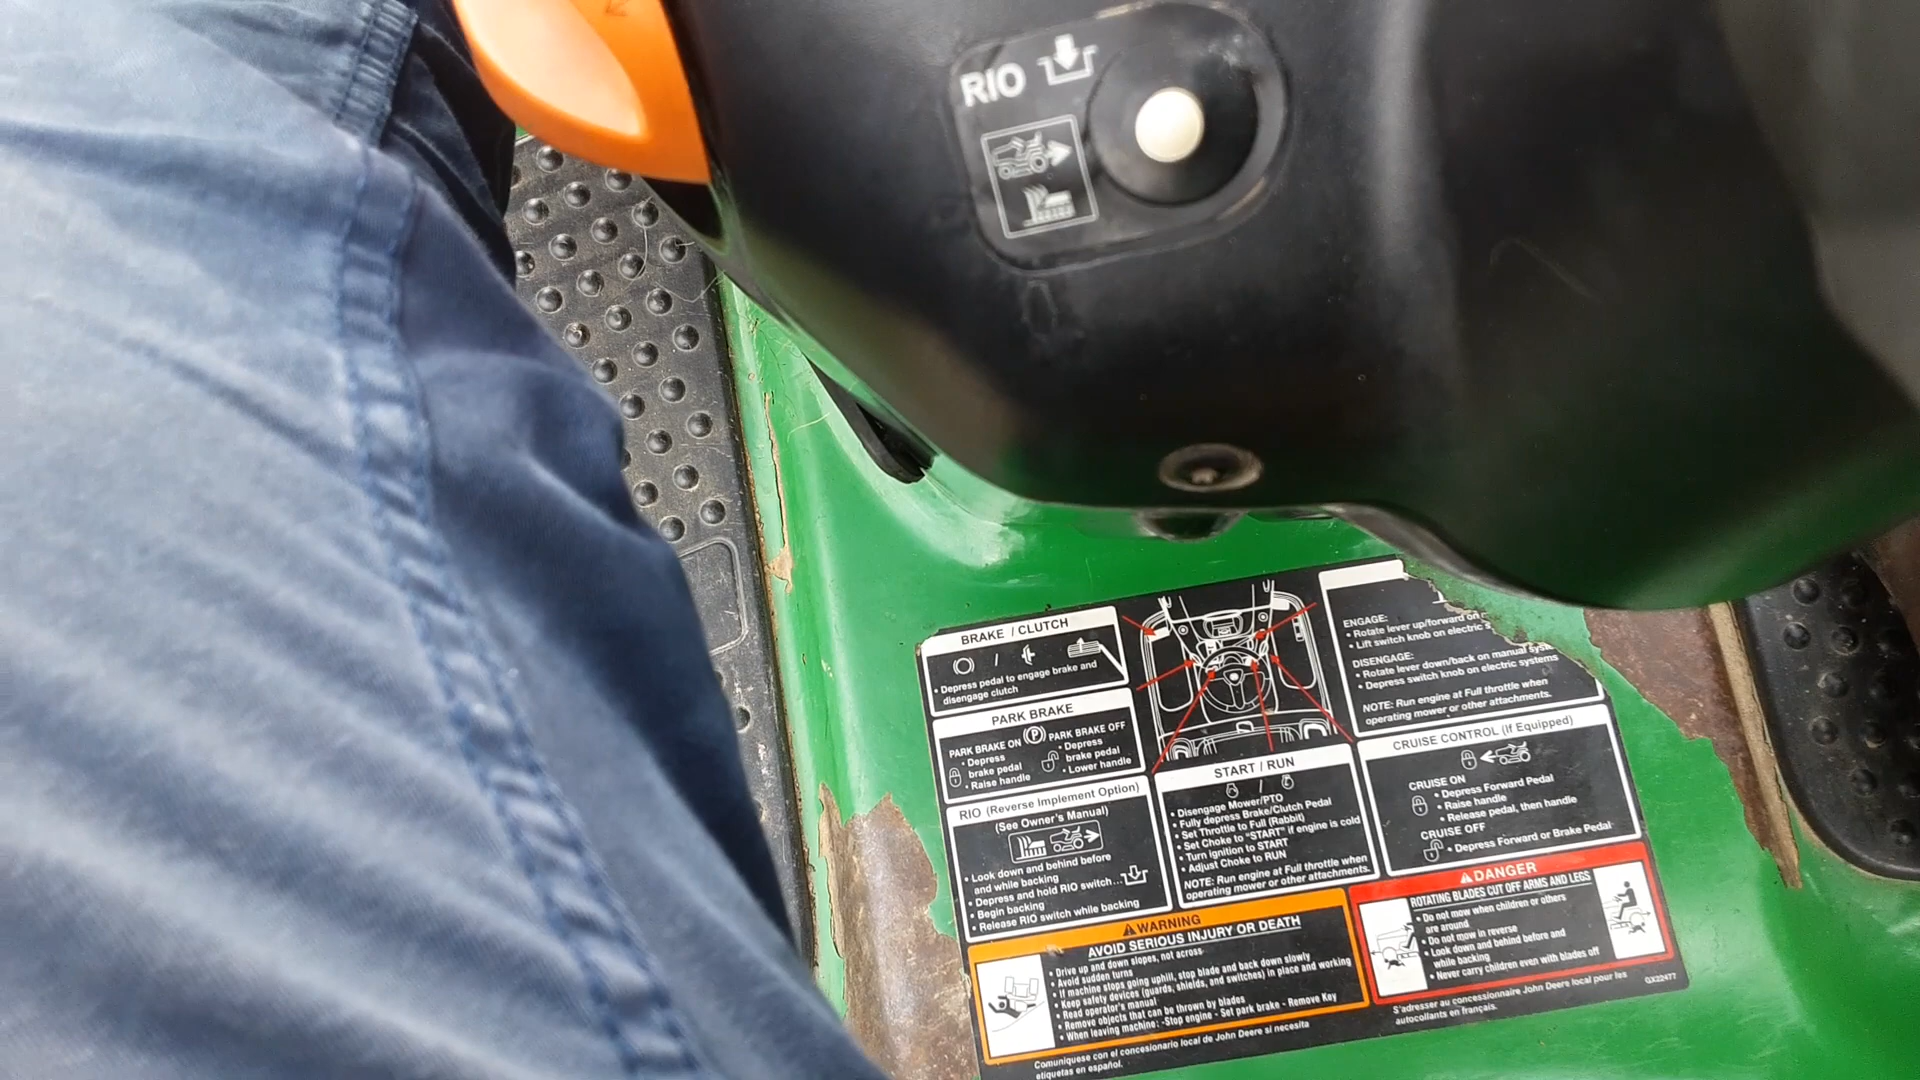 RIO
BRAKE / CLUTCH
/
• Depress pedal to engage brake and
disengage clutch
PARK BRAKE
PARK BRAKE ON
• Depress
brake pedal
• Raise handle
P
PARK BRAKE OFF
• Depress
brake pedal
• Lower handle
RIO (Reverse Implement Option)
(See Owner's Manual)
• Look down and behind before
and while backing
• Depress and hold RIO switch...
• Begin backing
• Release RIO switch while backing
START / RUN
/
• Disengage Mower/PTO
• Fully depress Brake/Clutch Pedal
• Set Throttle to Full (Rabbit)
• Set Choke to "START" if engine is cold
• Turn Ignition to START
• Adjust Choke to RUN
NOTE: Run engine at Full throttle when
operating mower or other attachments.
ENGAGE:
• Rotate lever up/forward on
• Lift switch knob on electric
DISENGAGE:
• Rotate lever down/back on manual
• Depress switch knob on electric systems
NOTE: Run engine at Full throttle when
operating mower or other attachments.
CRUISE CONTROL (If Equipped)
CRUISE ON
• Depress Forward Pedal
• Raise handle
• Release pedal, then handle
CRUISE OFF
• Depress Forward or Brake Pedal
WARNING
AVOID SERIOUS INJURY OR DEATH
• Drive up and down slopes, not across
• Avoid sudden turns
• If machine stops going uphill, stop blade and back down slowly
• Keep safety devices (guards, shields, and switches) in place and working
• Read operator's manual
• Remove objects that can be thrown by blades
• When leaving machine: -Stop engine - Set park brake - Remove Key
DANGER
ROTATING BLADES CUT OFF ARMS AND LEGS
• Do not mow when children or others
are around
• Do not mow in reverse
• Look down and behind before and
while backing
• Never carry children even with blades off
Comuníquese con el concesionario local de John Deere si necesita
etiquetas en español.
S'adresser au concessionnaire John Deere local pour les
autocollants en français.
GX22477